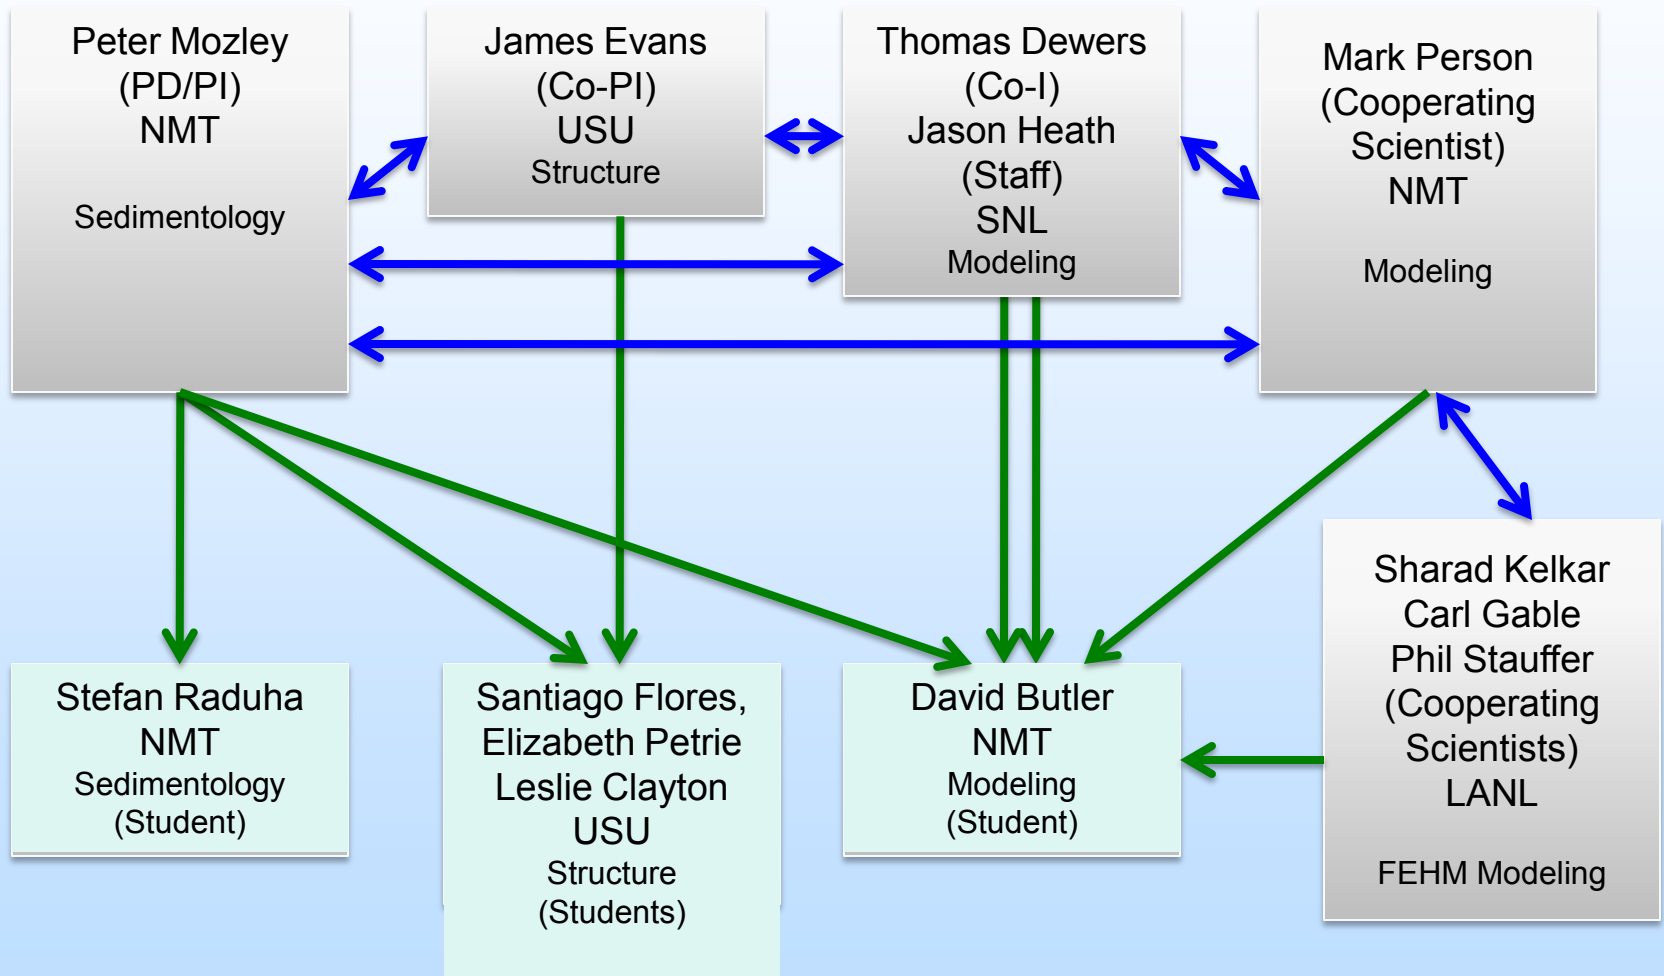 Peter Mozley
(PD/PI)
NMT
Sedimentology
James Evans
(Co-PI)
USU
Structure
Thomas Dewers
(Co-I)
Jason Heath
(Staff)
SNL
Modeling
Mark Person
(Cooperating
Scientist)
NMT
Modeling
Stefan Raduha
NMT
Sedimentology
(Student)
Santiago Flores,
Elizabeth Petrie
Leslie Clayton
USU
Structure
(Students)
David Butler
NMT
Modeling
(Student)
Sharad Kelkar
Carl Gable
Phil Stauffer
(Cooperating
Scientists)
LANL
FEHM Modeling